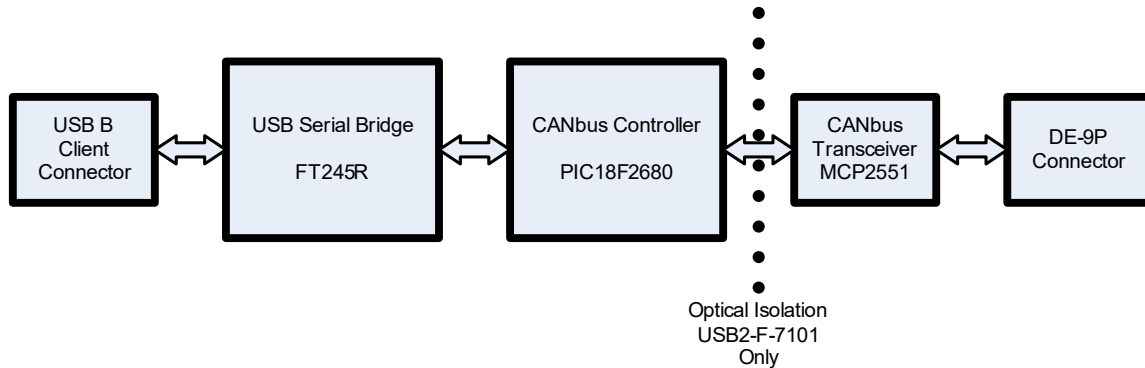 USB B
Client
Connector
USB Serial Bridge
FT245R
CANbus Controller
PIC18F2680
CANbus
Transceiver
MCP2551
DE-9P
Connector
Optical Isolation
USB2-F-7101
Only